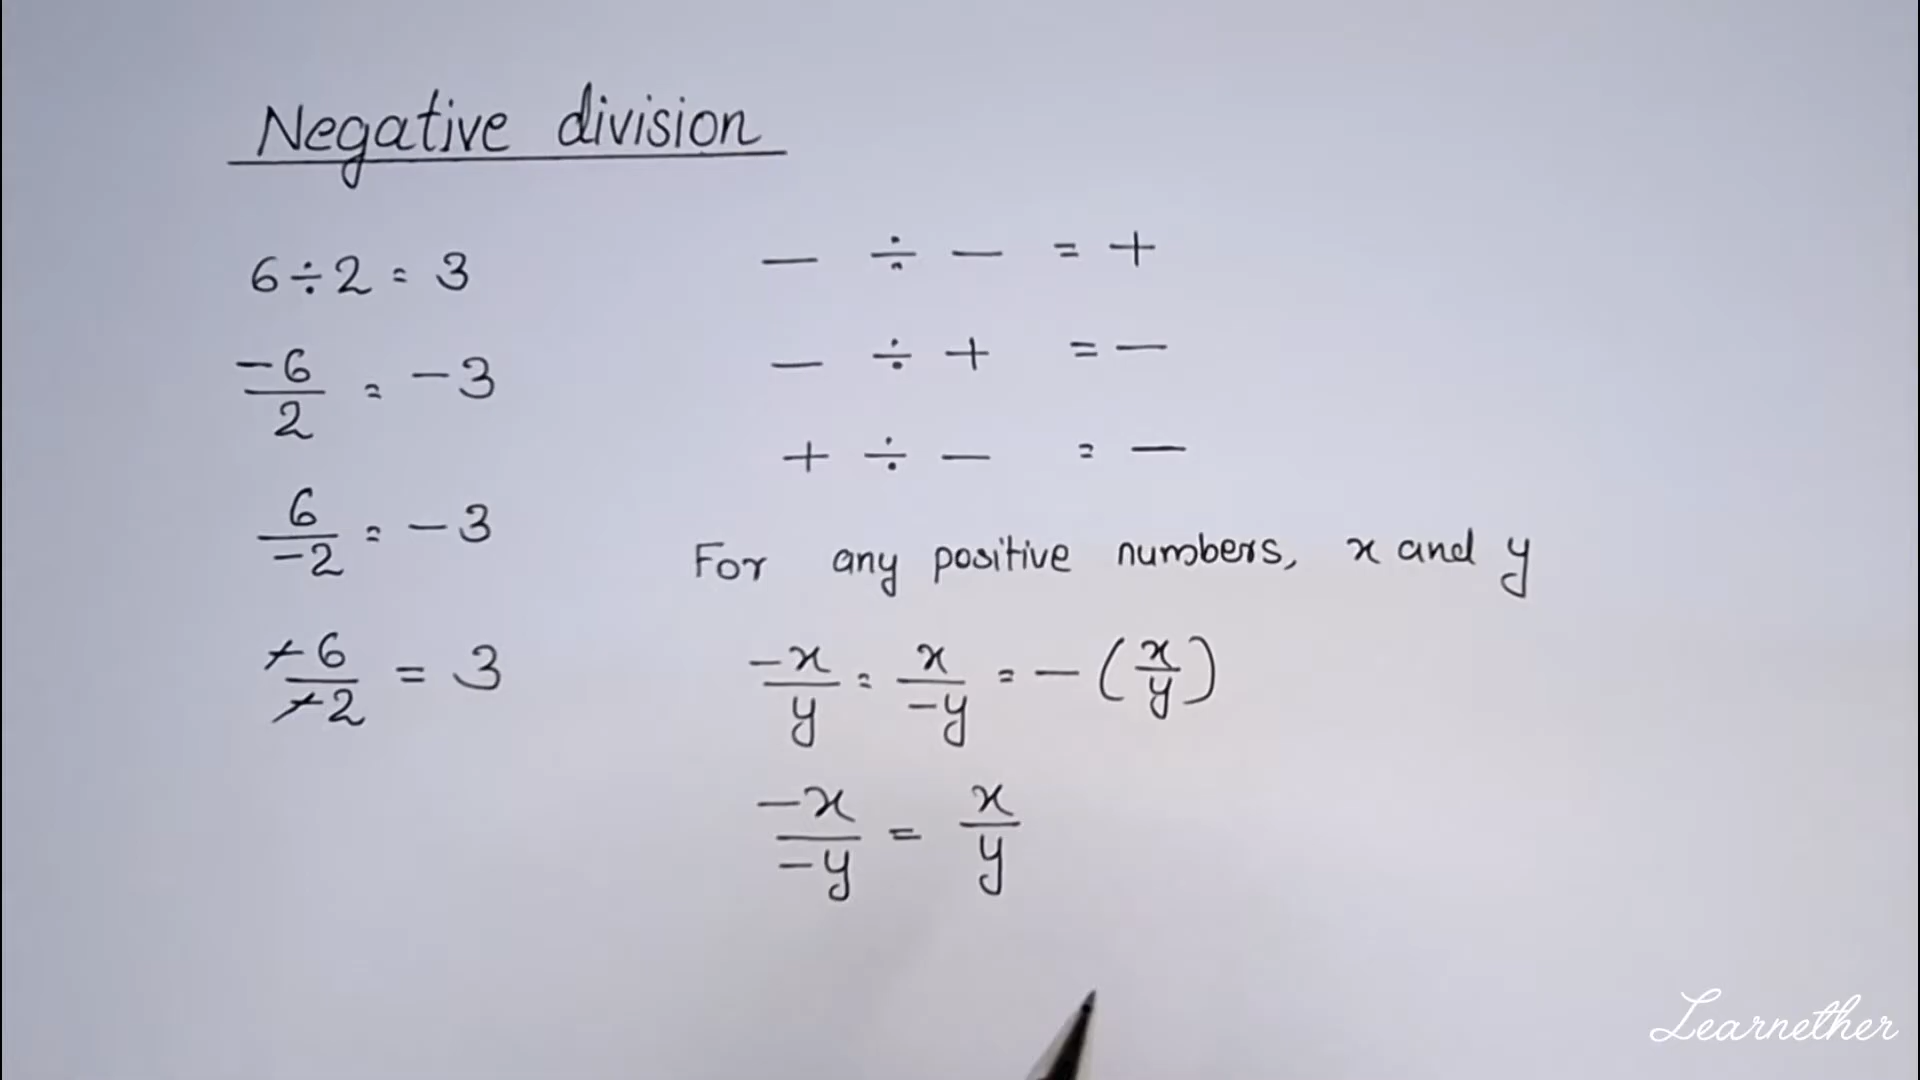 Negative division
6 ÷ 2 = 3
-6/2 = -3
6/-2 = -3
-6/-2 = 3
— ÷ — = +
— ÷ + = —
+ ÷ — = —
For any positive numbers, x and y
-x/y = x/-y = -(x/y)
-x/-y = x/y
Learnether